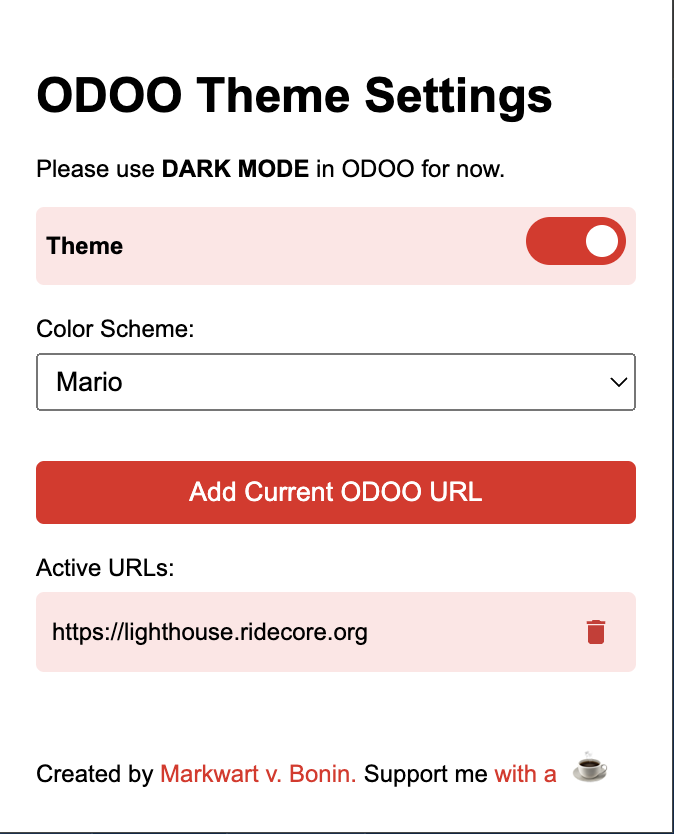 ODOO Theme Settings
Please use DARK MODE in ODOO for now.
Theme
Color Scheme:
Mario
Add Current ODOO URL
Active URLs:
https://lighthouse.ridecore.org
Created by Markwart v. Bonin. Support me with a